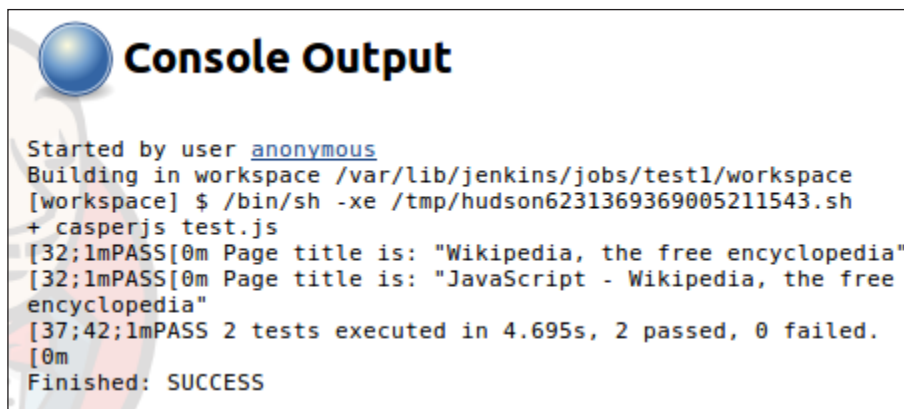 Console Output
Started by user anonymous
Building in workspace /var/lib/jenkins/jobs/test1/workspace
[workspace] $ /bin/sh -xe /tmp/hudson6231369369005211543.sh
+ casperjs test.js
[32;1mPASS[0m Page title is: "Wikipedia, the free encyclopedia"
[32;1mPASS[0m Page title is: "JavaScript - Wikipedia, the free
encyclopedia"
[37;42;1mPASS 2 tests executed in 4.695s, 2 passed, 0 failed.
[0m
Finished: SUCCESS